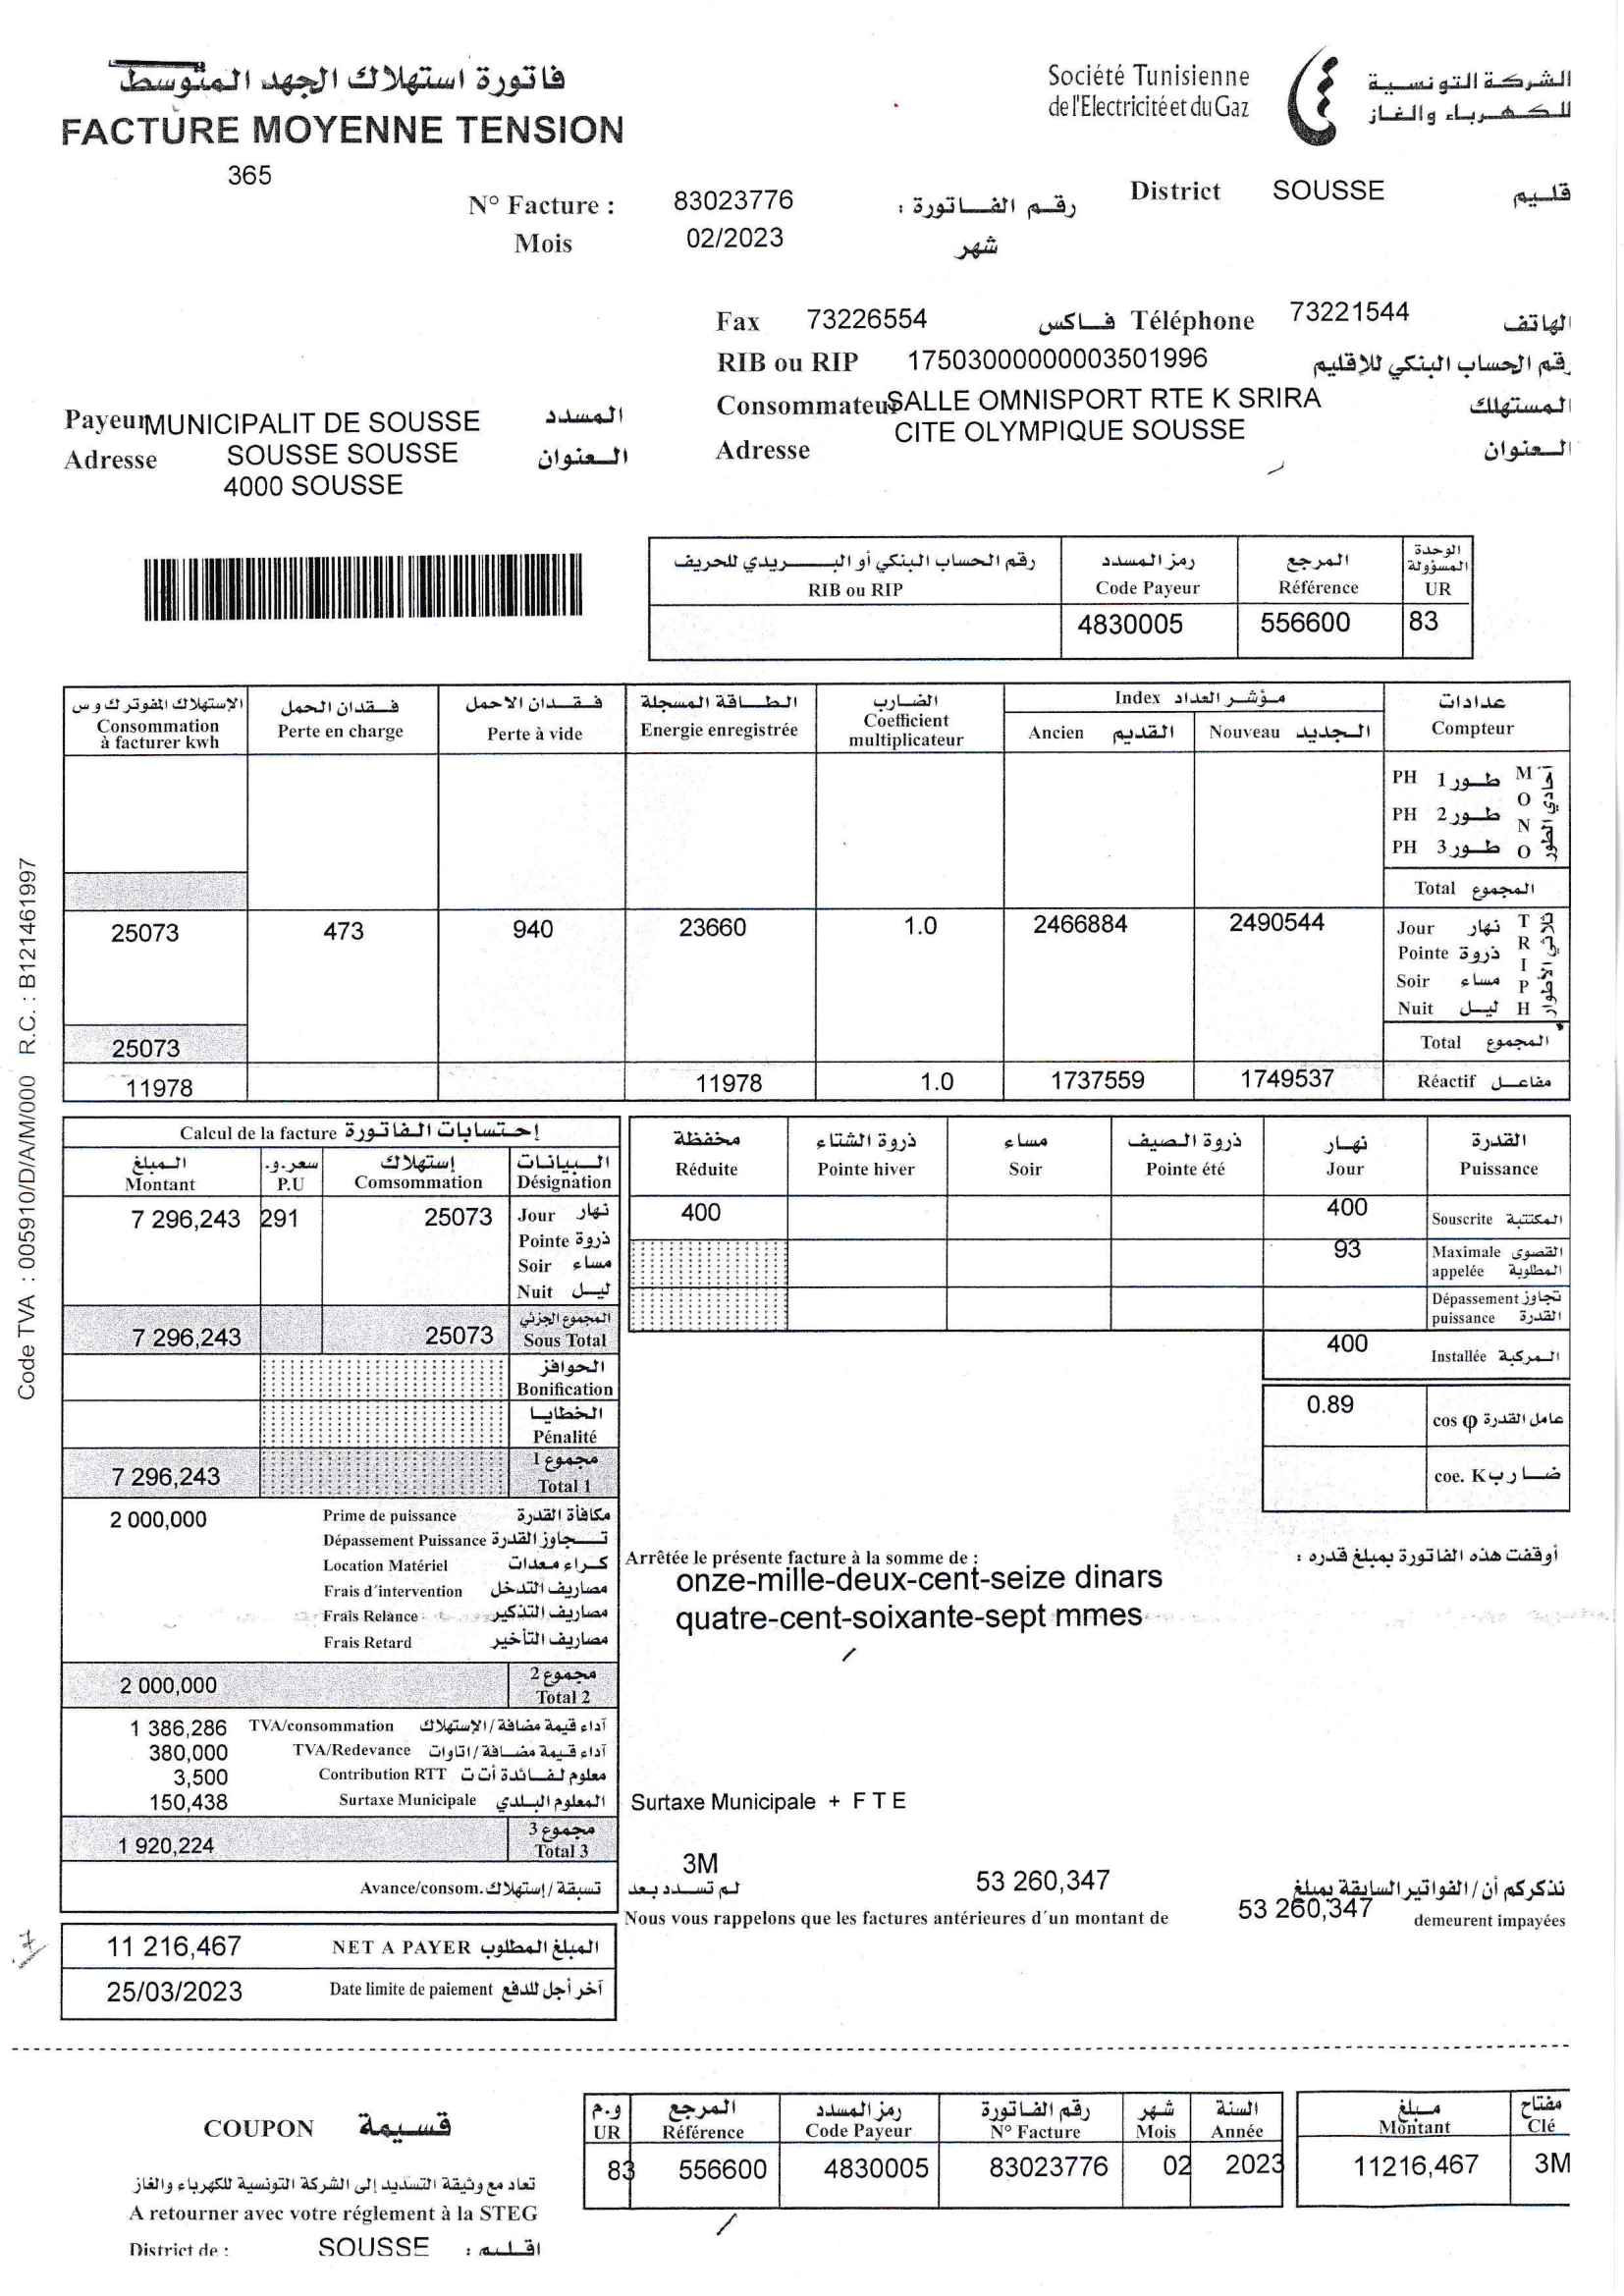 فاتورة استهلاك الجهد المتوسط
FACTURE MOYENNE TENSION
365
Société Tunisienne
de l'Electricité et du Gaz
الشركة التونسية
للكهرباء والغاز
N° Facture : 83023776 رقم الفاتورة :
Mois 02/2023 شهر
District SOUSSE قليم
Fax 73226554 فاكس Téléphone 73221544 الهاتف
RIB ou RIP 17503000000003501996 رقم الحساب البنكي للإقليم
Payeur MUNICIPALIT DE SOUSSE المسدد
Adresse SOUSSE SOUSSE العنوان
4000 SOUSSE
Consommateur SALLE OMNISPORT RTE K SRIRA المستهلك
Adresse CITE OLYMPIQUE SOUSSE العنوان
رقم الحساب البنكي أو البريدي للحريف رمز المسدد المرجع الوحدة المسؤولة
RIB ou RIP Code Payeur Référence UR
4830005 556600 83
الإستهلاك المفوتر ك و س فقدان الحمل فقدان الاحمل الطاقة المسجلة الضارب مؤشر العداد Index عدادات
Consommation à facturer kwh Perte en charge Perte à vide Energie enregistrée Coefficient multiplicateur Ancien القديم Nouveau الجديد Compteur
PH 1 طور
PH 2 طور
PH 3 طور
MONO أحادي الطور
Total المجموع
25073 473 940 23660 1.0 2466884 2490544 Jour نهار
Pointe ذروة
Soir مساء
Nuit ليل
TRIPH ثلاثي الأطوار
25073 Total المجموع
11978 11978 1.0 1737559 1749537 Réactif مفاعل
Calcul de la facture إحتسابات الفاتورة
المبلغ سعر.و. إستهلاك البيانات
Montant P.U Comsommation Désignation
7 296,243 291 25073 Jour نهار
Pointe ذروة
Soir مساء
Nuit ليل
7 296,243 25073 المجموع الجزئي Sous Total
الحوافز
Bonification
الخطايا
Pénalité
7 296,243 مجموع 1 Total 1
2 000,000 Prime de puissance مكافأة القدرة
Dépassement Puissance تجاوز القدرة
Location Matériel كراء معدات
Frais d'intervention مصاريف التدخل
Frais Relance مصاريف التذكير
Frais Retard مصاريف التأخير
2 000,000 مجموع 2 Total 2
1 386,286 TVA/consommation آداء قيمة مضافة/الإستهلاك
380,000 TVA/Redevance آداء قيمة مضافة/اتاوات
3,500 Contribution RTT معلوم لفائدة أ ت ت
150,438 Surtaxe Municipale المعلوم البلدي
1 920,224 مجموع 3 Total 3
Avance/consom. تسبقة/إستهلاك
11 216,467 NET A PAYER المبلغ المطلوب
25/03/2023 Date limite de paiement آخر أجل للدفع
مخفظة ذروة الشتاء مساء ذروة الصيف نهار القدرة
Réduite Pointe hiver Soir Pointe été Jour Puissance
400 400 Souscrite المكتتبة
93 Maximale appelée القصوى المطلوبة
Dépassement puissance تجاوز القدرة
400 Installée المركبة
0.89 cos φ عامل القدرة
coe. K ضارب
Arrêtée le présente facture à la somme de : أوقفت هذه الفاتورة بمبلغ قدره :
onze-mille-deux-cent-seize dinars
quatre-cent-soixante-sept mmes
Surtaxe Municipale + F T E
3M
لم تسدد بعد 53 260,347 نذكركم أن/الفواتير السابقة بمبلغ
Nous vous rappelons que les factures antérieures d'un montant de 53 260,347 demeurent impayées
Code TVA : 005910/D/A/M/000 R.C. : B121461997
COUPON قسيمة
تعاد مع وثيقة التسديد إلى الشركة التونسية للكهرباء والغاز
A retourner avec votre réglement à la STEG
District de : SOUSSE اقليم :
و.م المرجع رمز المسدد رقم الفاتورة شهر السنة مبلغ مفتاح
UR Référence Code Payeur N° Facture Mois Année Montant Clé
83 556600 4830005 83023776 02 2023 11216,467 3M